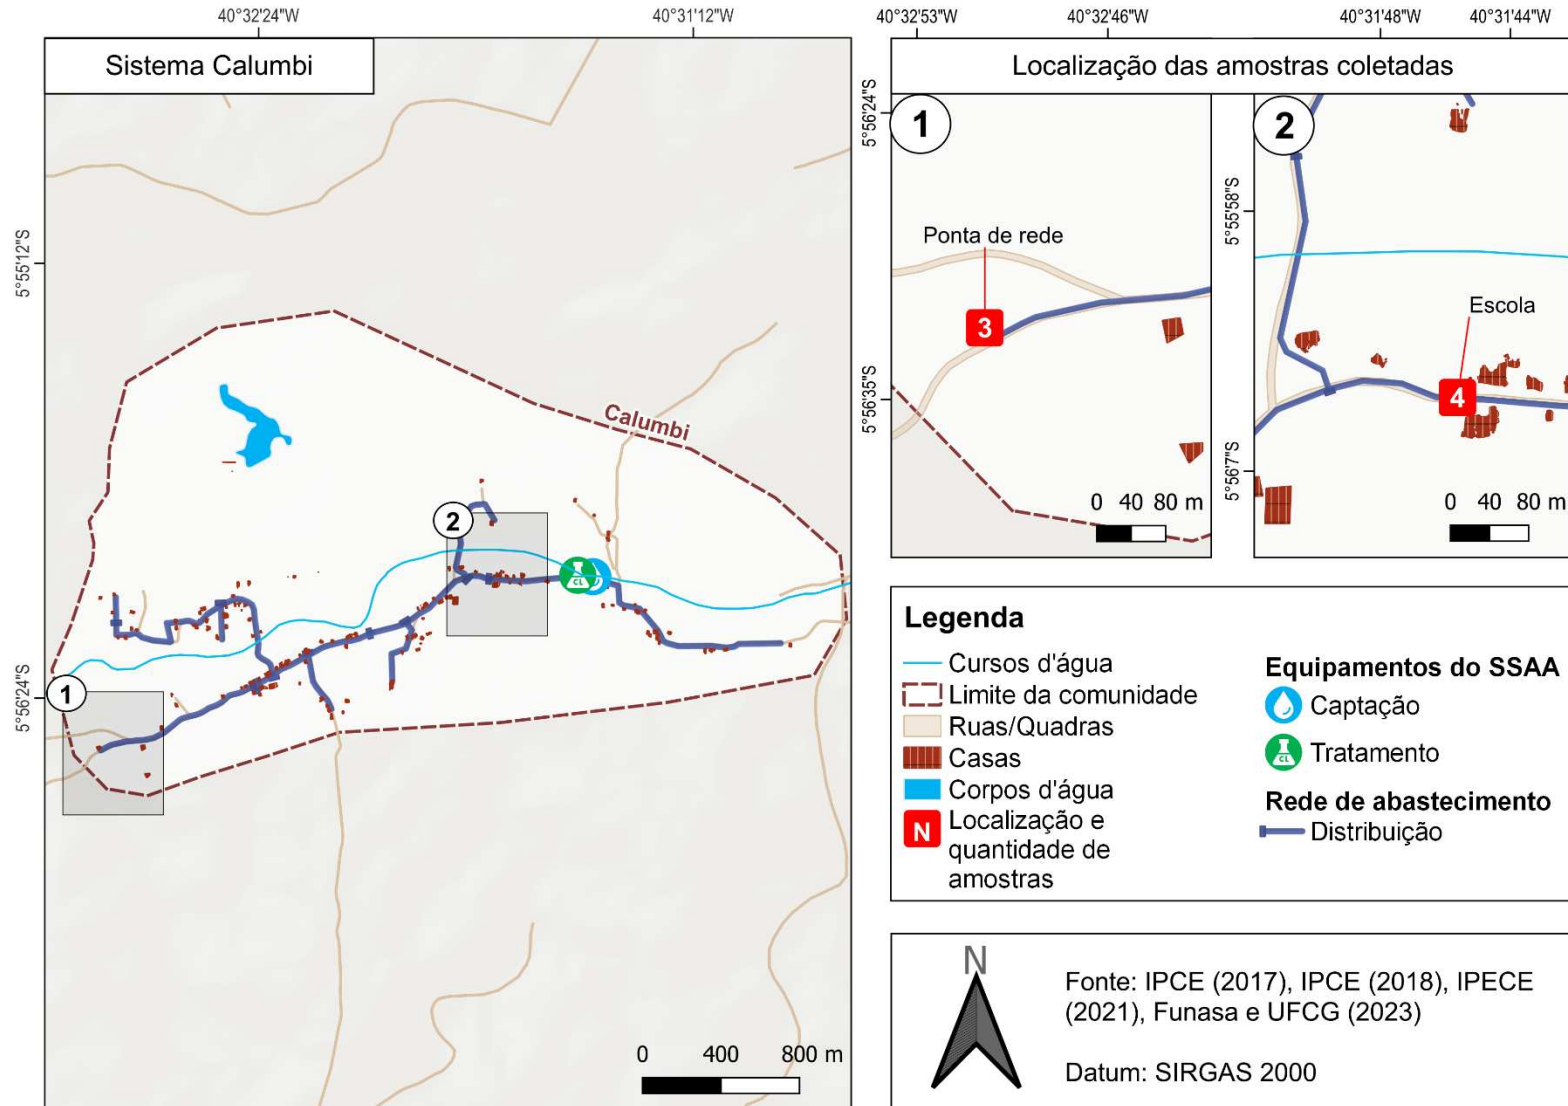 40°32'24"W
40°31'12"W
Sistema Calumbi
5°55'12"S
5°56'24"S
Calumbi
1
2
CL
0 400 800 m
40°32'53"W
40°32'46"W
40°31'48"W
40°31'44"W
Localização das amostras coletadas
1
5°56'24"S
5°56'35"S
Ponta de rede
3
0 40 80 m
2
5°55'58"S
5°56'7"S
Escola
4
0 40 80 m
Legenda
Cursos d'água
Limite da comunidade
Ruas/Quadras
Casas
Corpos d'água
N
Localização e
quantidade de
amostras
Equipamentos do SSAA
Captação
CL
Tratamento
Rede de abastecimento
Distribuição
N
Fonte: IPCE (2017), IPCE (2018), IPECE
(2021), Funasa e UFCG (2023)
Datum: SIRGAS 2000